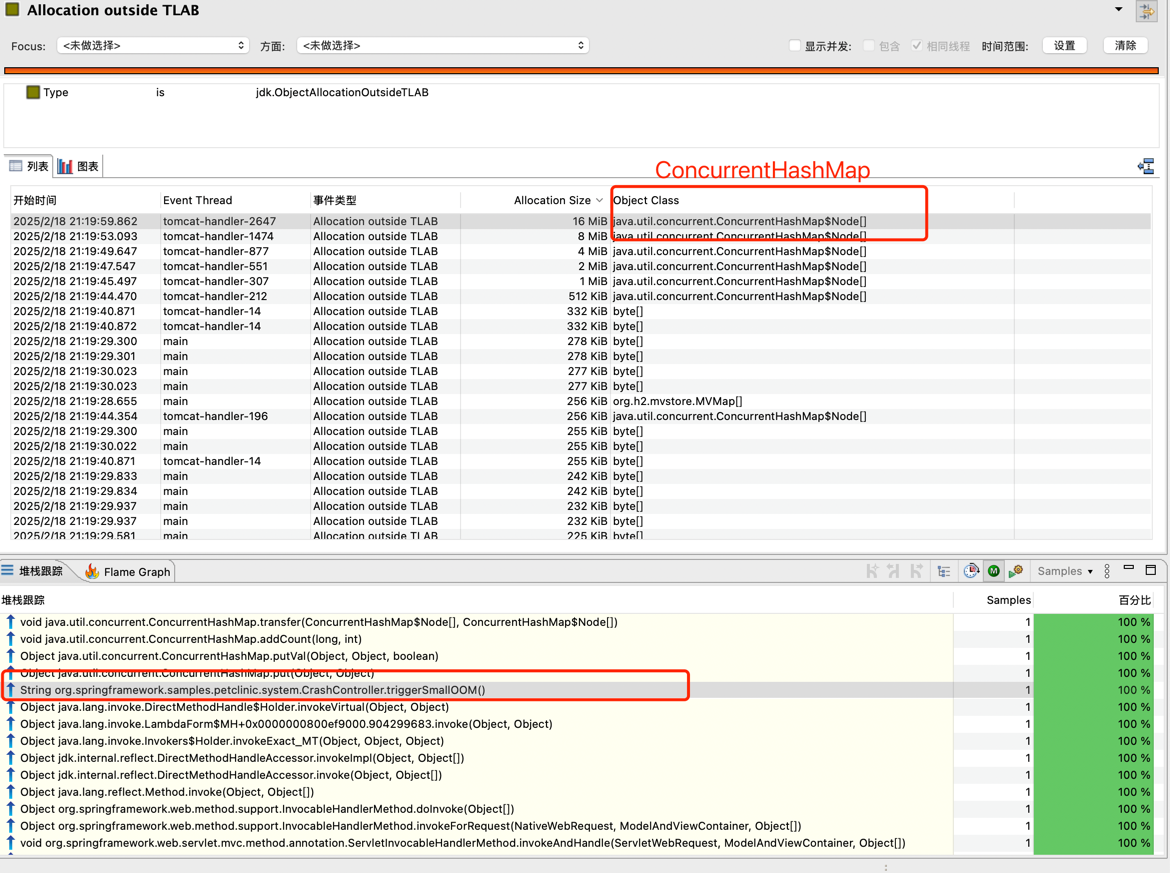 Allocation outside TLAB
Focus: <未做选择> 方面: <未做选择> 显示并发: 包含 相同线程 时间范围: 设置 清除
Type is jdk.ObjectAllocationOutsideTLAB
列表 图表
ConcurrentHashMap
开始时间 Event Thread 事件类型 Allocation Size Object Class
2025/2/18 21:19:59.862 tomcat-handler-2647 Allocation outside TLAB 16 MiB java.util.concurrent.ConcurrentHashMap$Node[]
2025/2/18 21:19:53.093 tomcat-handler-1474 Allocation outside TLAB 8 MiB java.util.concurrent.ConcurrentHashMap$Node[]
2025/2/18 21:19:49.647 tomcat-handler-877 Allocation outside TLAB 4 MiB java.util.concurrent.ConcurrentHashMap$Node[]
2025/2/18 21:19:47.547 tomcat-handler-551 Allocation outside TLAB 2 MiB java.util.concurrent.ConcurrentHashMap$Node[]
2025/2/18 21:19:45.497 tomcat-handler-307 Allocation outside TLAB 1 MiB java.util.concurrent.ConcurrentHashMap$Node[]
2025/2/18 21:19:44.470 tomcat-handler-212 Allocation outside TLAB 512 KiB java.util.concurrent.ConcurrentHashMap$Node[]
2025/2/18 21:19:40.871 tomcat-handler-14 Allocation outside TLAB 332 KiB byte[]
2025/2/18 21:19:40.872 tomcat-handler-14 Allocation outside TLAB 332 KiB byte[]
2025/2/18 21:19:29.300 main Allocation outside TLAB 278 KiB byte[]
2025/2/18 21:19:29.301 main Allocation outside TLAB 278 KiB byte[]
2025/2/18 21:19:30.023 main Allocation outside TLAB 277 KiB byte[]
2025/2/18 21:19:30.023 main Allocation outside TLAB 277 KiB byte[]
2025/2/18 21:19:28.655 main Allocation outside TLAB 256 KiB org.h2.mvstore.MVMap[]
2025/2/18 21:19:44.354 tomcat-handler-196 Allocation outside TLAB 256 KiB java.util.concurrent.ConcurrentHashMap$Node[]
2025/2/18 21:19:29.300 main Allocation outside TLAB 255 KiB byte[]
2025/2/18 21:19:30.022 main Allocation outside TLAB 255 KiB byte[]
2025/2/18 21:19:40.871 tomcat-handler-14 Allocation outside TLAB 255 KiB byte[]
2025/2/18 21:19:29.833 main Allocation outside TLAB 242 KiB byte[]
2025/2/18 21:19:29.834 main Allocation outside TLAB 242 KiB byte[]
2025/2/18 21:19:29.937 main Allocation outside TLAB 232 KiB byte[]
2025/2/18 21:19:29.937 main Allocation outside TLAB 232 KiB byte[]
2025/2/18 21:19:29.581 main Allocation outside TLAB 225 KiB byte[]
堆栈跟踪 Flame Graph Samples
堆栈跟踪 Samples 百分比
void java.util.concurrent.ConcurrentHashMap.transfer(ConcurrentHashMap$Node[], ConcurrentHashMap$Node[]) 1 100 %
void java.util.concurrent.ConcurrentHashMap.addCount(long, int) 1 100 %
Object java.util.concurrent.ConcurrentHashMap.putVal(Object, Object, boolean) 1 100 %
Object java.util.concurrent.ConcurrentHashMap.put(Object, Object) 1 100 %
String org.springframework.samples.petclinic.system.CrashController.triggerSmallOOM() 1 100 %
Object java.lang.invoke.DirectMethodHandle$Holder.invokeVirtual(Object, Object) 1 100 %
Object java.lang.invoke.LambdaForm$MH+0x0000000800ef9000.904299683.invoke(Object, Object) 1 100 %
Object java.lang.invoke.Invokers$Holder.invokeExact_MT(Object, Object, Object) 1 100 %
Object jdk.internal.reflect.DirectMethodHandleAccessor.invokeImpl(Object, Object[]) 1 100 %
Object jdk.internal.reflect.DirectMethodHandleAccessor.invoke(Object, Object[]) 1 100 %
Object java.lang.reflect.Method.invoke(Object, Object[]) 1 100 %
Object org.springframework.web.method.support.InvocableHandlerMethod.doInvoke(Object[]) 1 100 %
Object org.springframework.web.method.support.InvocableHandlerMethod.invokeForRequest(NativeWebRequest, ModelAndViewContainer, Object[]) 1 100 %
void org.springframework.web.servlet.mvc.method.annotation.ServletInvocableHandlerMethod.invokeAndHandle(ServletWebRequest, ModelAndViewContainer, Object[]) 1 100 %